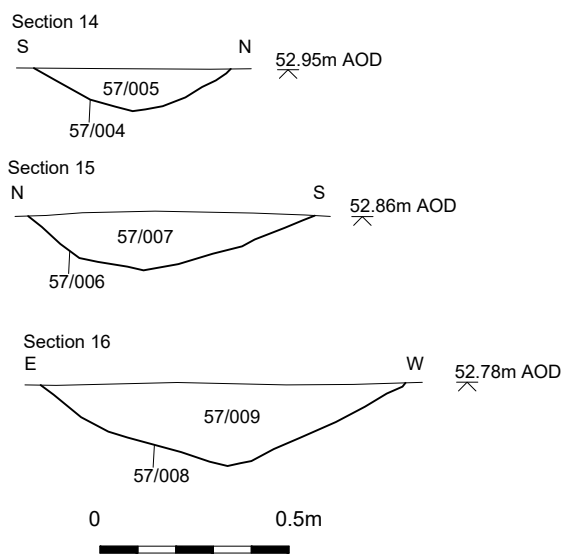 Section 14
S N 52.95m AOD
57/005
57/004
Section 15
N S 52.86m AOD
57/007
57/006
Section 16
E W 52.78m AOD
57/009
57/008
0 0.5m